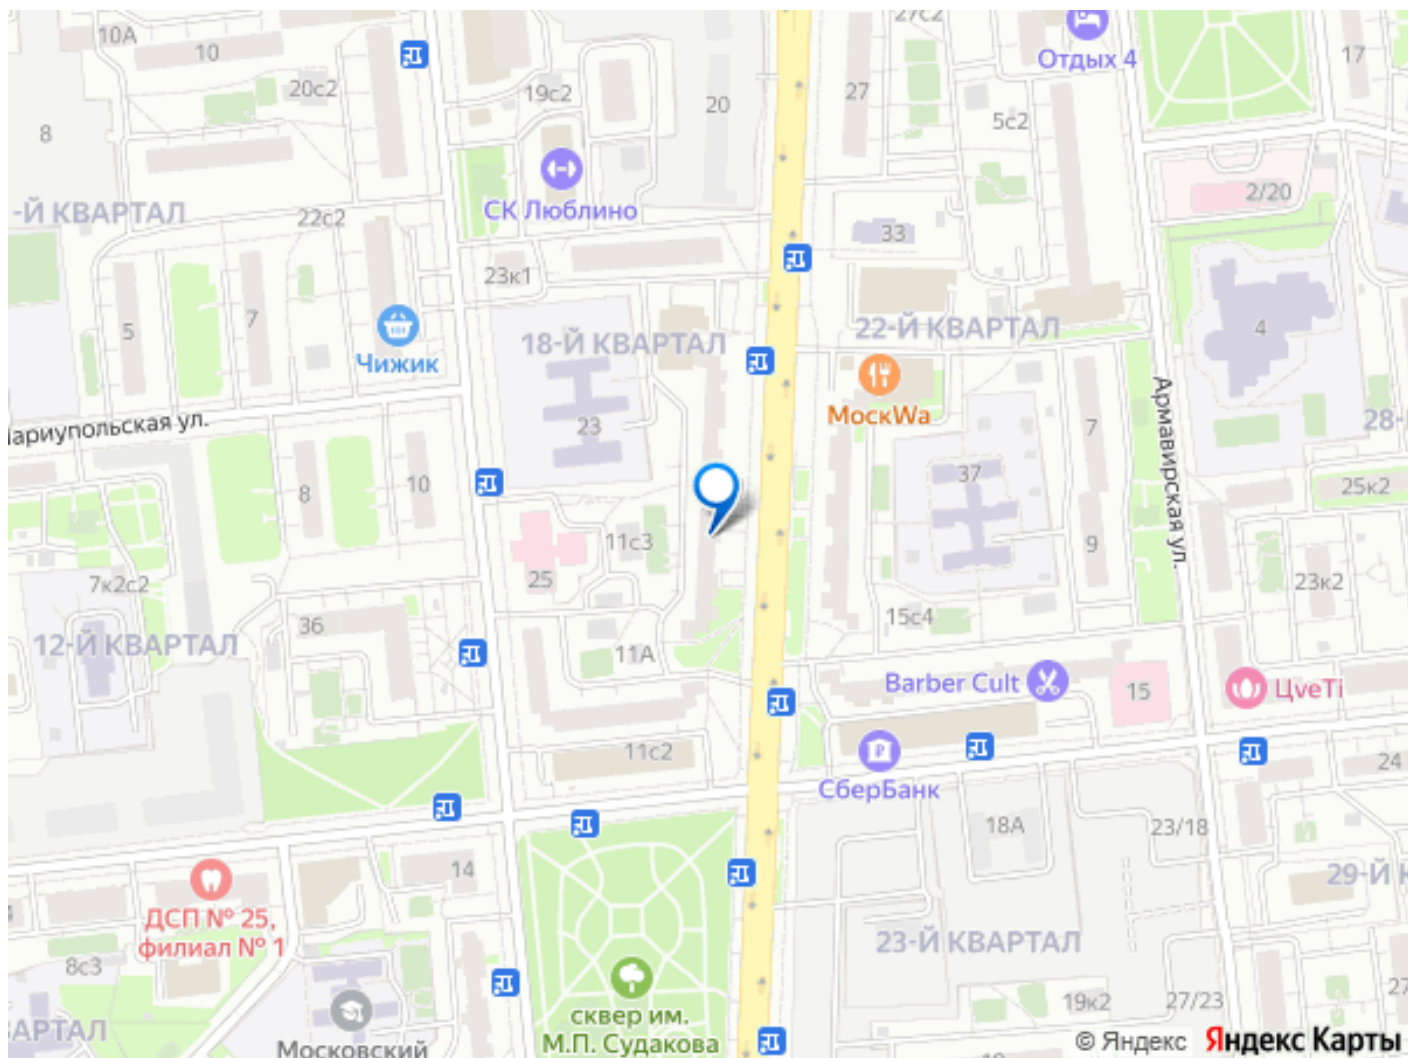 27с2
10А
10
Отдых 4
17
20с2
19с2
20
27
5с2
8
2/20
-Й КВАРТАЛ
22с2
СК Люблино
33
23к1
5
7
18-Й КВАРТАЛ
22-Й КВАРТАЛ
4
Чижик
МоскWa
Армавирская ул.
ариупольская ул.
23
7
28-
8
10
37
25к2
11с3
9
7к2с2
25
23к2
36
15с4
12-Й КВАРТАЛ
11А
Barber Cult
15
ЦveTi
11с2
24
СберБанк
18А
23/18
14
29-Й К
ДСП № 25,
филиал № 1
23-Й КВАРТАЛ
8с3
27
19к2
27/23
сквер им.
М.П. Судакова
АРТАЛ
Московский
© Яндекс Яндекс Карты